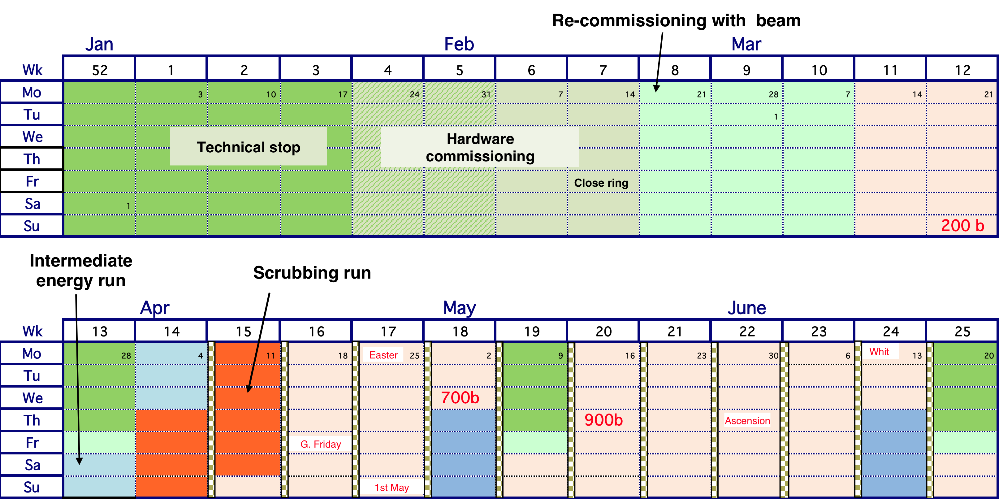 Re-commissioning with beam
Jan Feb Mar
Wk 52 1 2 3 4 5 6 7 8 9 10 11 12
Mo 3 10 17 24 31 7 14 21 28 7 14 21
Tu 1
We
Technical stop
Hardware
commissioning
Th
Fr Close ring
Sa 1
Su 200 b
Intermediate
energy run
Scrubbing run
Apr May June
Wk 13 14 15 16 17 18 19 20 21 22 23 24 25
Mo 28 4 11 18 Easter 25 2 9 16 23 30 6 Whit 13 20
Tu
We 700b
Th 900b Ascension
Fr G. Friday
Sa
Su 1st May